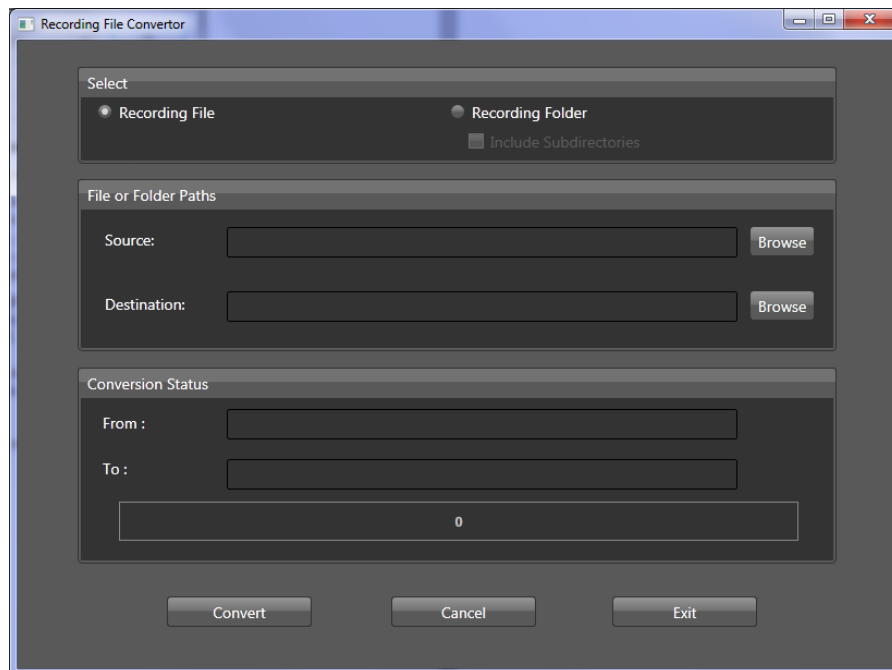 Recording File Convertor
Select
Recording File
Recording Folder
Include Subdirectories
File or Folder Paths
Source:
Browse
Destination:
Browse
Conversion Status
From :
To :
0
Convert
Cancel
Exit